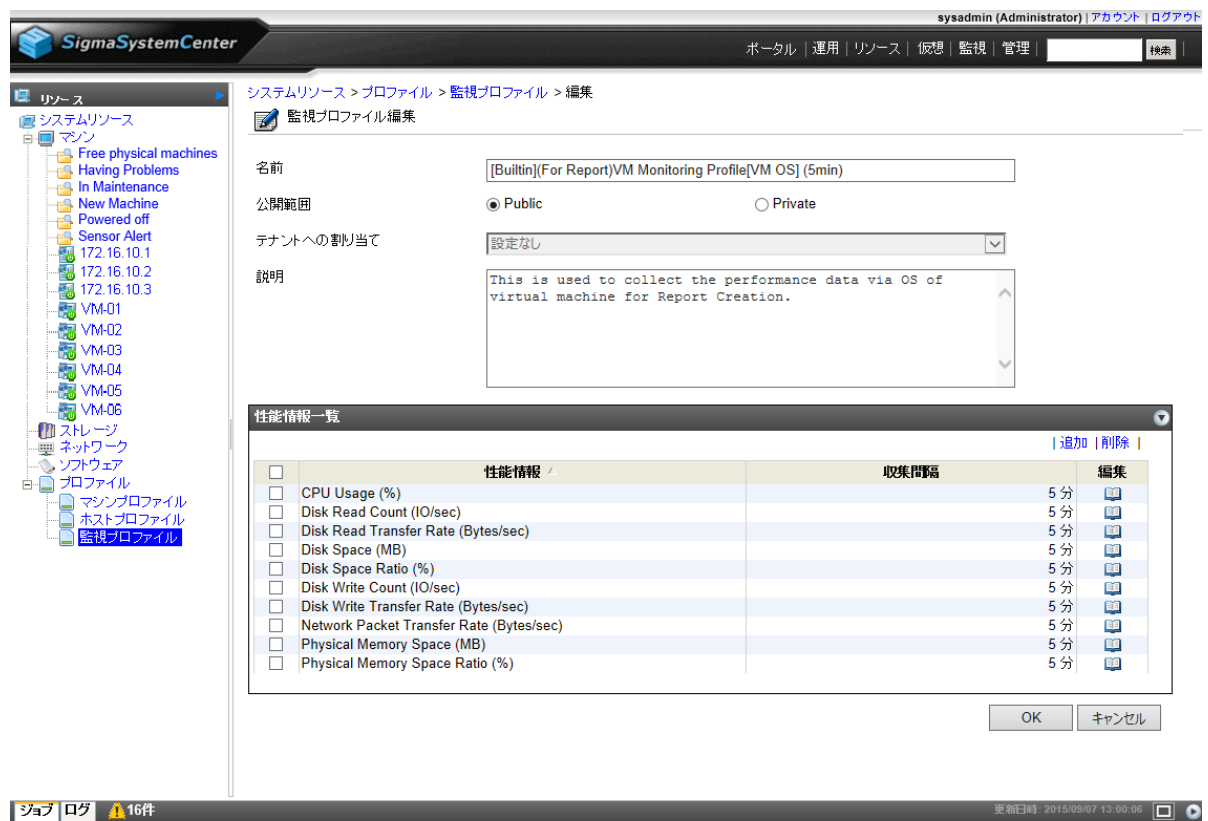 sysadmin (Administrator) | アカウント | ログアウト
SigmaSystemCenter
ポータル | 運用 | リソース | 仮想 | 監視 | 管理 | 検索 |
リソース
システムリソース
マシン
Free physical machines
Having Problems
In Maintenance
New Machine
Powered off
Sensor Alert
172.16.10.1
172.16.10.2
172.16.10.3
VM-01
VM-02
VM-03
VM-04
VM-05
VM-06
ストレージ
ネットワーク
ソフトウェア
プロファイル
マシンプロファイル
ホストプロファイル
監視プロファイル
システムリソース > プロファイル > 監視プロファイル > 編集
監視プロファイル編集
名前 [Builtin](For Report)VM Monitoring Profile[VM OS] (5min)
公開範囲 Public Private
テナントへの割り当て 設定なし
説明 This is used to collect the performance data via OS of
virtual machine for Report Creation.
性能情報一覧
| 追加 | 削除 |
性能情報 収集間隔 編集
CPU Usage (%) 5 分
Disk Read Count (IO/sec) 5 分
Disk Read Transfer Rate (Bytes/sec) 5 分
Disk Space (MB) 5 分
Disk Space Ratio (%) 5 分
Disk Write Count (IO/sec) 5 分
Disk Write Transfer Rate (Bytes/sec) 5 分
Network Packet Transfer Rate (Bytes/sec) 5 分
Physical Memory Space (MB) 5 分
Physical Memory Space Ratio (%) 5 分
OK キャンセル
ジョブ ログ 16件 更新日時: 2015/09/07 13:00:06